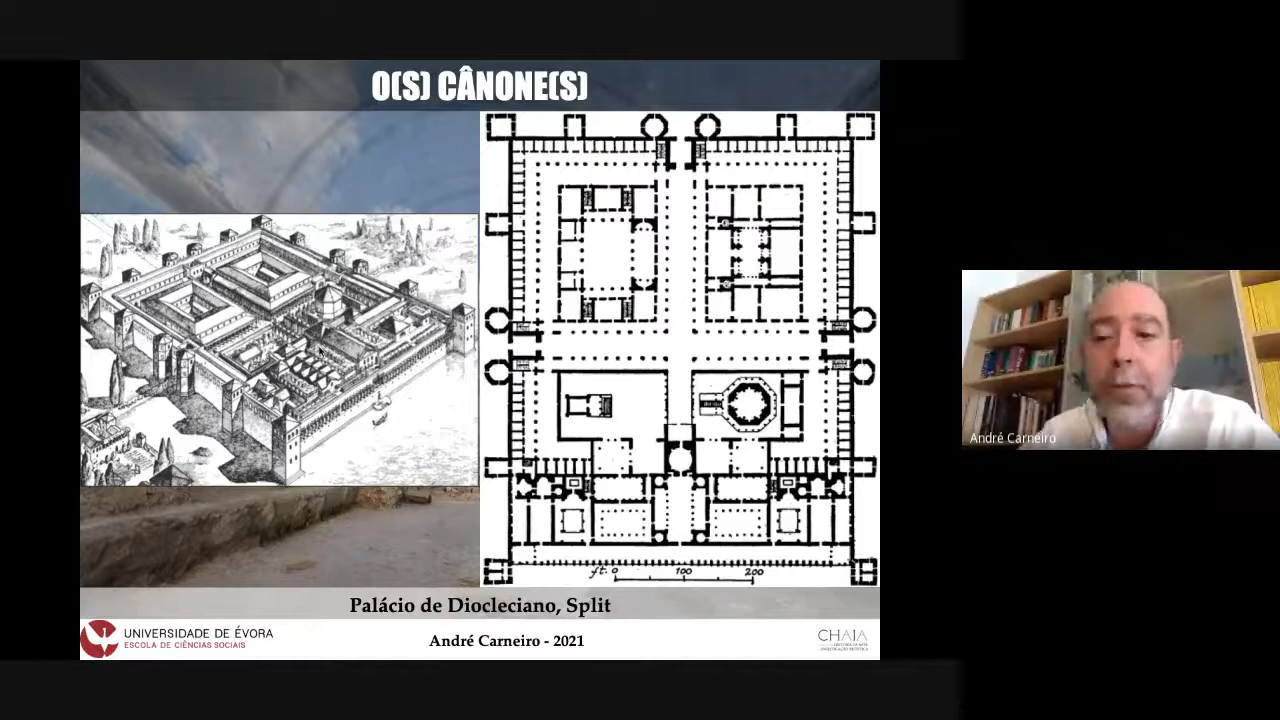 O(S) CÂNONE(S)
ft. 0 100 200
Palácio de Diocleciano, Split
UNIVERSIDADE DE ÉVORA
ESCOLA DE CIÊNCIAS SOCIAIS
André Carneiro - 2021
CHAIA
André Carneiro